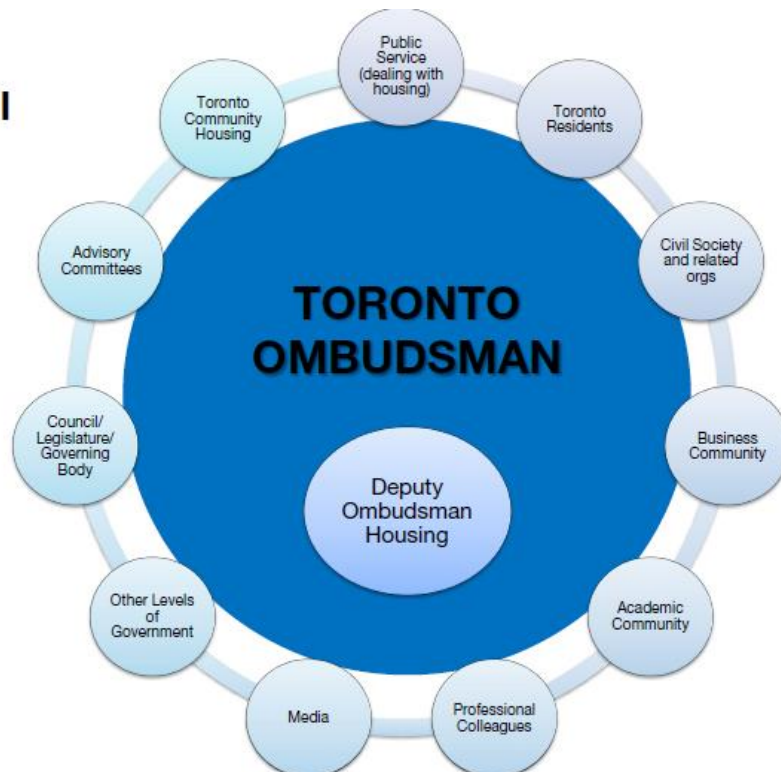 Public
Service
(dealing with
housing)
Toronto
Residents
Civil Society
and related
orgs
Business
Community
Academic
Community
Professional
Colleagues
Media
Other Levels
of
Government
Council/
Legislature/
Governing
Body
Advisory
Committees
Toronto
Community
Housing
TORONTO
OMBUDSMAN
Deputy
Ombudsman
Housing